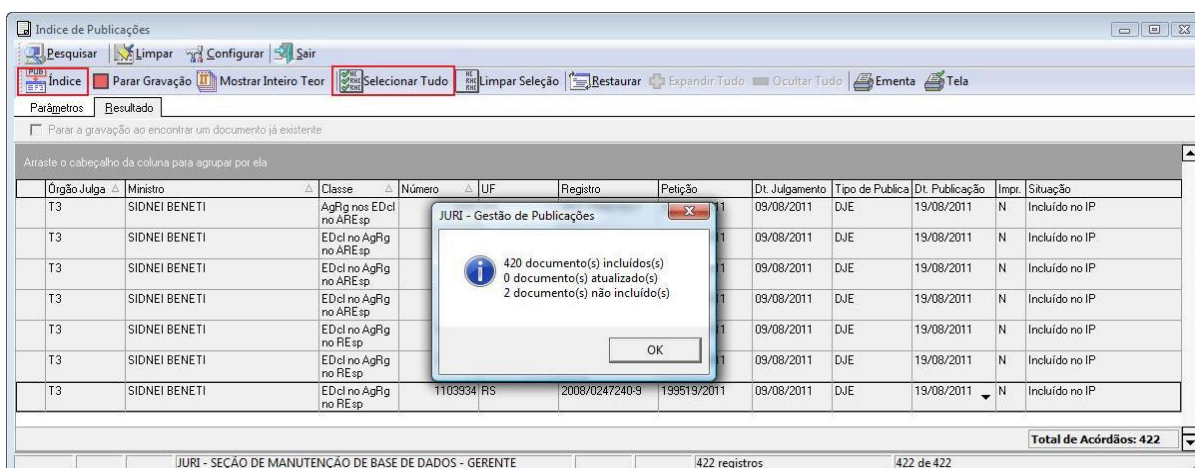 Indice de Publicações
Pesquisar Limpar Configurar Sair
Índice Parar Gravação Mostrar Inteiro Teor Selecionar Tudo Limpar Seleção Restaurar Expandir Tudo Ocultar Tudo Ementa Tela
Parâmetros Resultado
Parar a gravação ao encontrar um documento já existente
Arraste o cabeçalho da coluna para agrupar por ela
Órgão Julga Ministro Classe Número UF Registro Petição Dt. Julgamento Tipo de Publica Dt. Publicação Impr. Situação
T3 SIDNEI BENETI AgRg nos EDcl no AREsp 09/08/2011 DJE 19/08/2011 N Incluído no IP
T3 SIDNEI BENETI EDcl no AgRg no AREsp 09/08/2011 DJE 19/08/2011 N Incluído no IP
T3 SIDNEI BENETI EDcl no AgRg no AREsp 09/08/2011 DJE 19/08/2011 N Incluído no IP
T3 SIDNEI BENETI EDcl no AgRg no AREsp 09/08/2011 DJE 19/08/2011 N Incluído no IP
T3 SIDNEI BENETI EDcl no AgRg no REsp 09/08/2011 DJE 19/08/2011 N Incluído no IP
T3 SIDNEI BENETI EDcl no AgRg no REsp 09/08/2011 DJE 19/08/2011 N Incluído no IP
T3 SIDNEI BENETI EDcl no AgRg no REsp 1103934 RS 2008/0247240-9 199519/2011 09/08/2011 DJE 19/08/2011 N Incluído no IP
JURI - Gestão de Publicações
420 documento(s) incluídos(s)
0 documento(s) atualizado(s)
2 documento(s) não incluído(s)
OK
Total de Acórdãos: 422
JURI - SEÇÃO DE MANUTENÇÃO DE BASE DE DADOS - GERENTE 422 registros 422 de 422